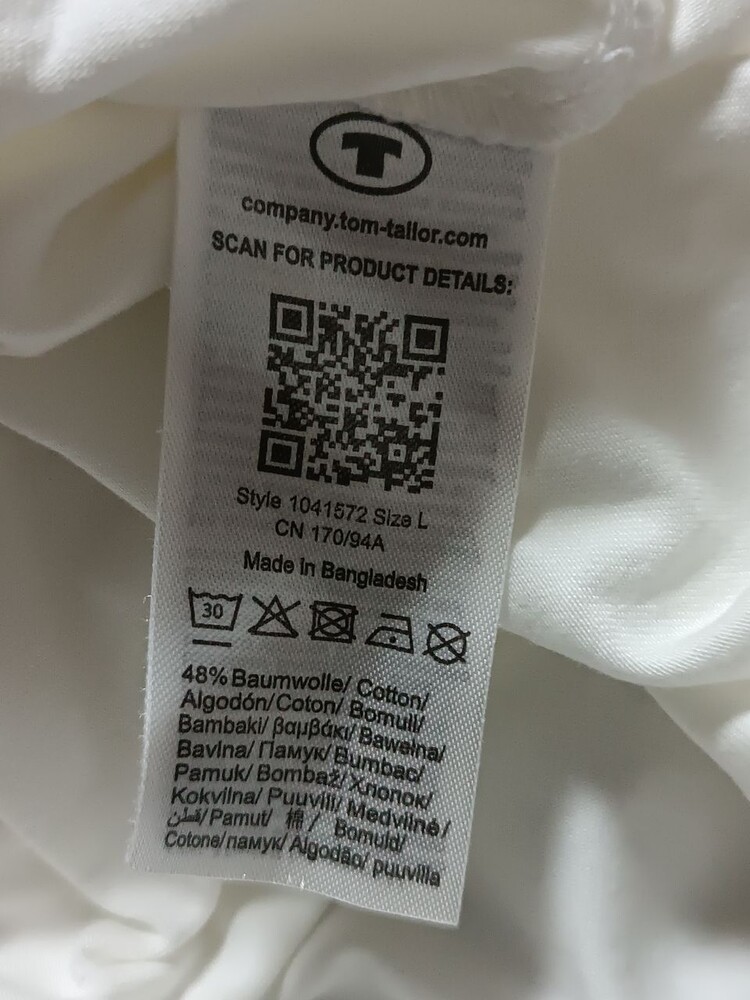 T
company.tom-tailor.com
SCAN FOR PRODUCT DETAILS:
Style 1041572 Size L
CN 170/94A
Made in Bangladesh
30
48% Baumwolle/ Cotton/
Algodón/Coton/ Bomull/
Bambaki/ βαμβάκι/ Bawełna/
Bavlna/ Памук/ Bumbac/
Pamuk/ Bombaž/ Хлопок/
Kokvilna/ Puuvill/ Medvilnė/
قطن/ Pamut/ 棉/ Bomuld/
Cotone/памук/ Algodão/ puuvilla